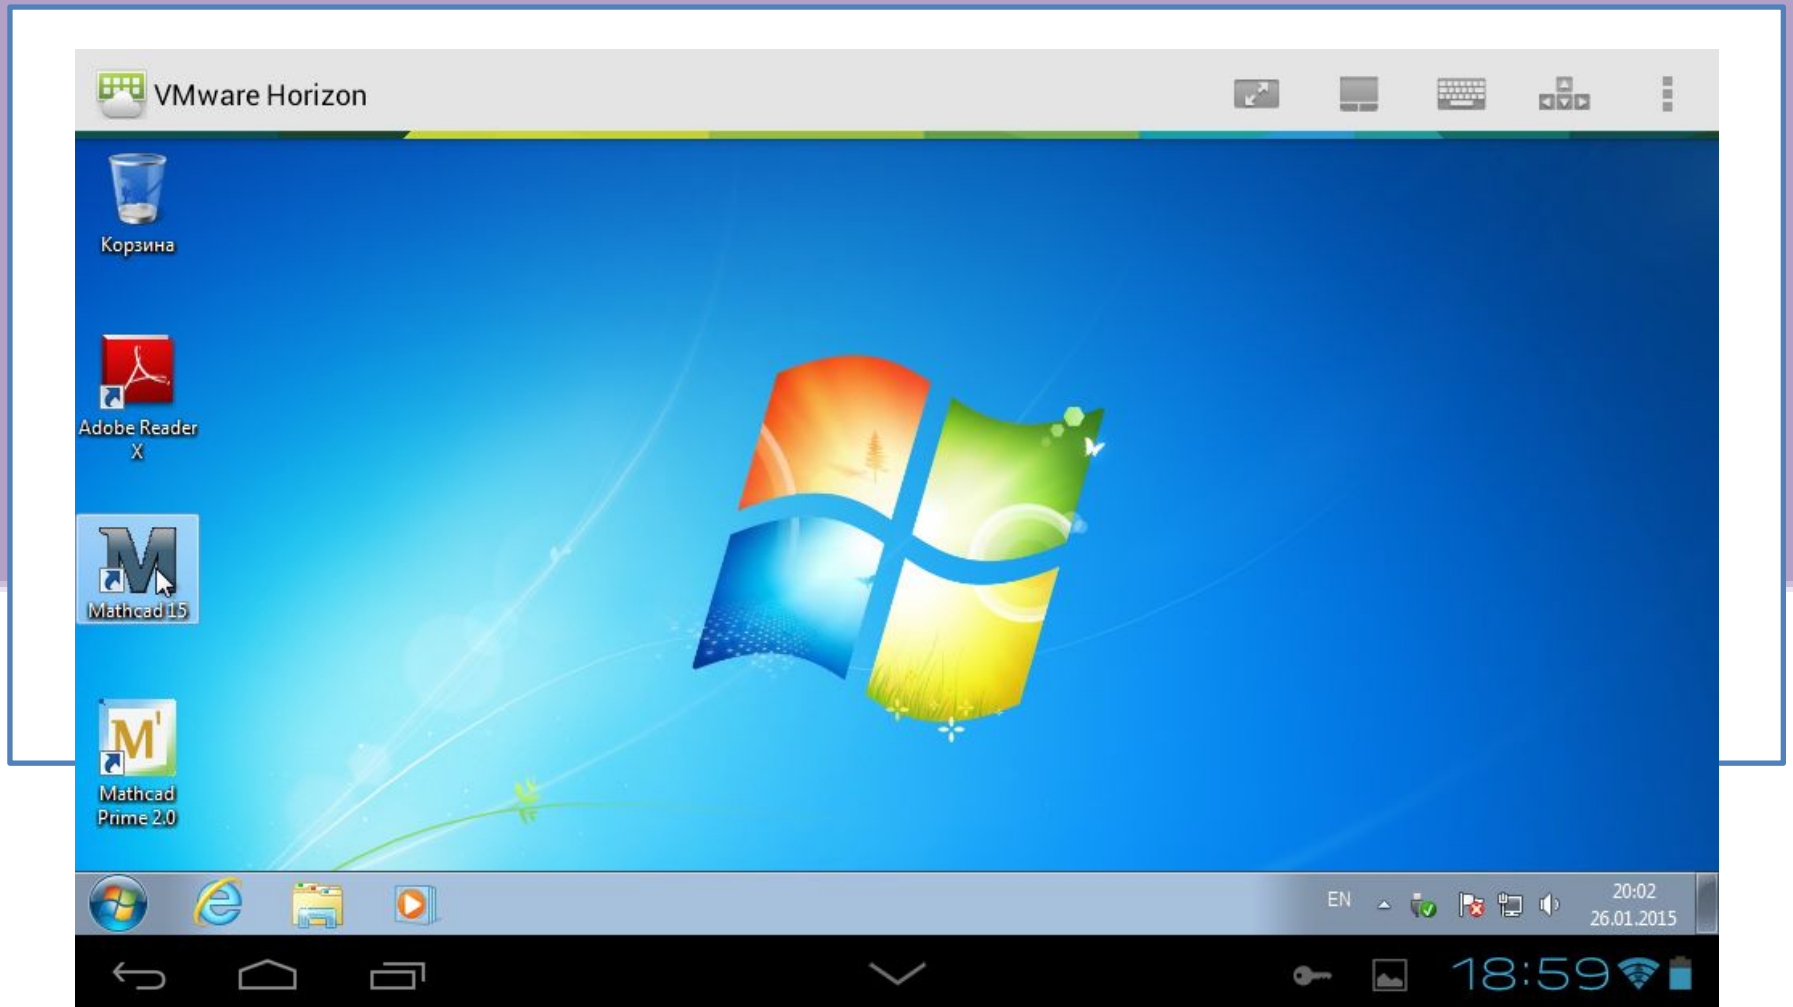 VMware Horizon
Корзина
Adobe Reader
X
Mathcad 15
Mathcad
Prime 2.0
EN
20:02
26.01.2015
18:59